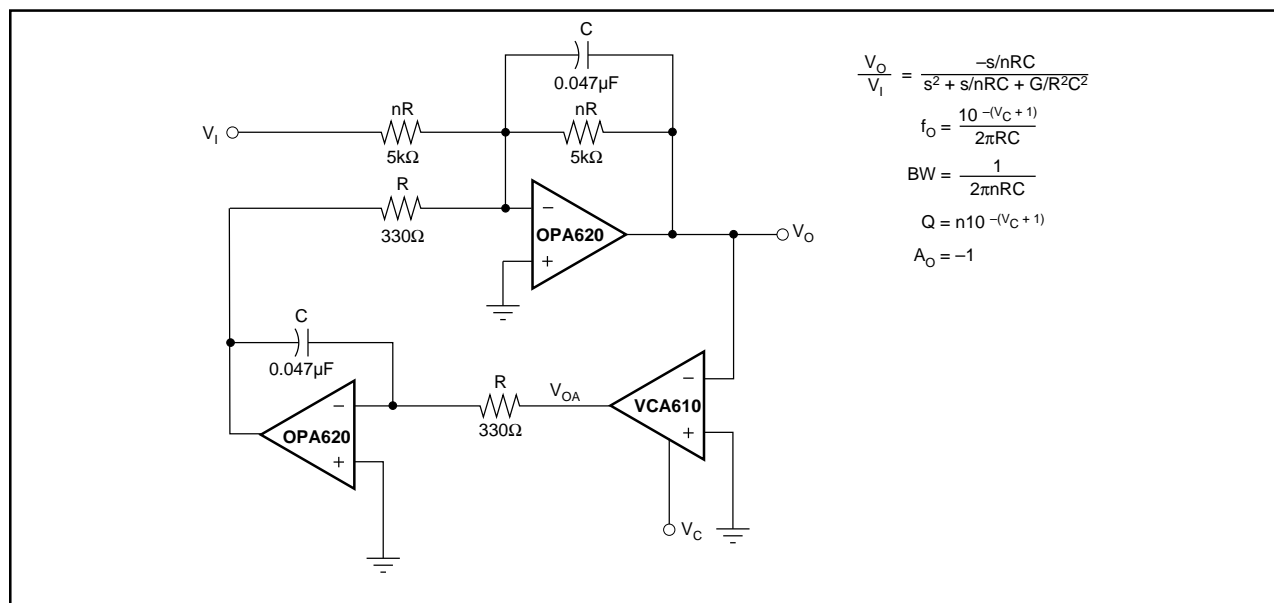 C
0.047µF
nR
nR
V_I
5kΩ
5kΩ
R
330Ω
−
OPA620
+
V_O
C
0.047µF
R
330Ω
V_OA
−
VCA610
+
−
OPA620
+
V_C
V_O / V_I = −s/nRC / s² + s/nRC + G/R²C²
f_O = 10 ^−(V_C + 1) / 2πRC
BW = 1 / 2πnRC
Q = n10 ^−(V_C + 1)
A_O = −1